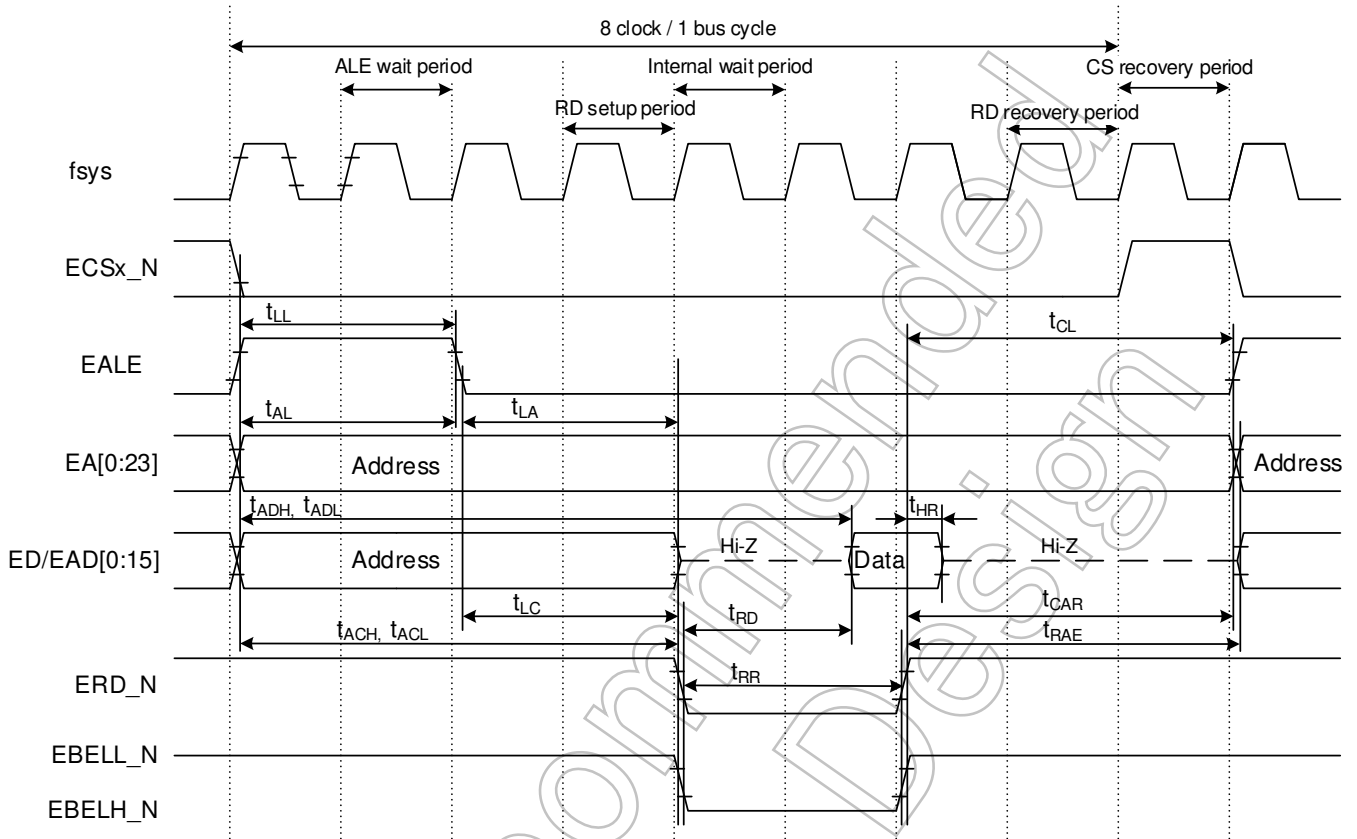 8 clock / 1 bus cycle
ALE wait period
Internal wait period
CS recovery period
RD setup period
RD recovery period
fsys
ECSx_N
tLL
tCL
EALE
tAL
tLA
EA[0:23]
Address
Address
tADH, tADL
tHR
ED/EAD[0:15]
Address
Hi-Z
Data
Hi-Z
tLC
tRD
tCAR
tACH, tACL
tRAE
ERD_N
tRR
EBELL_N
EBELH_N
ommended
Design